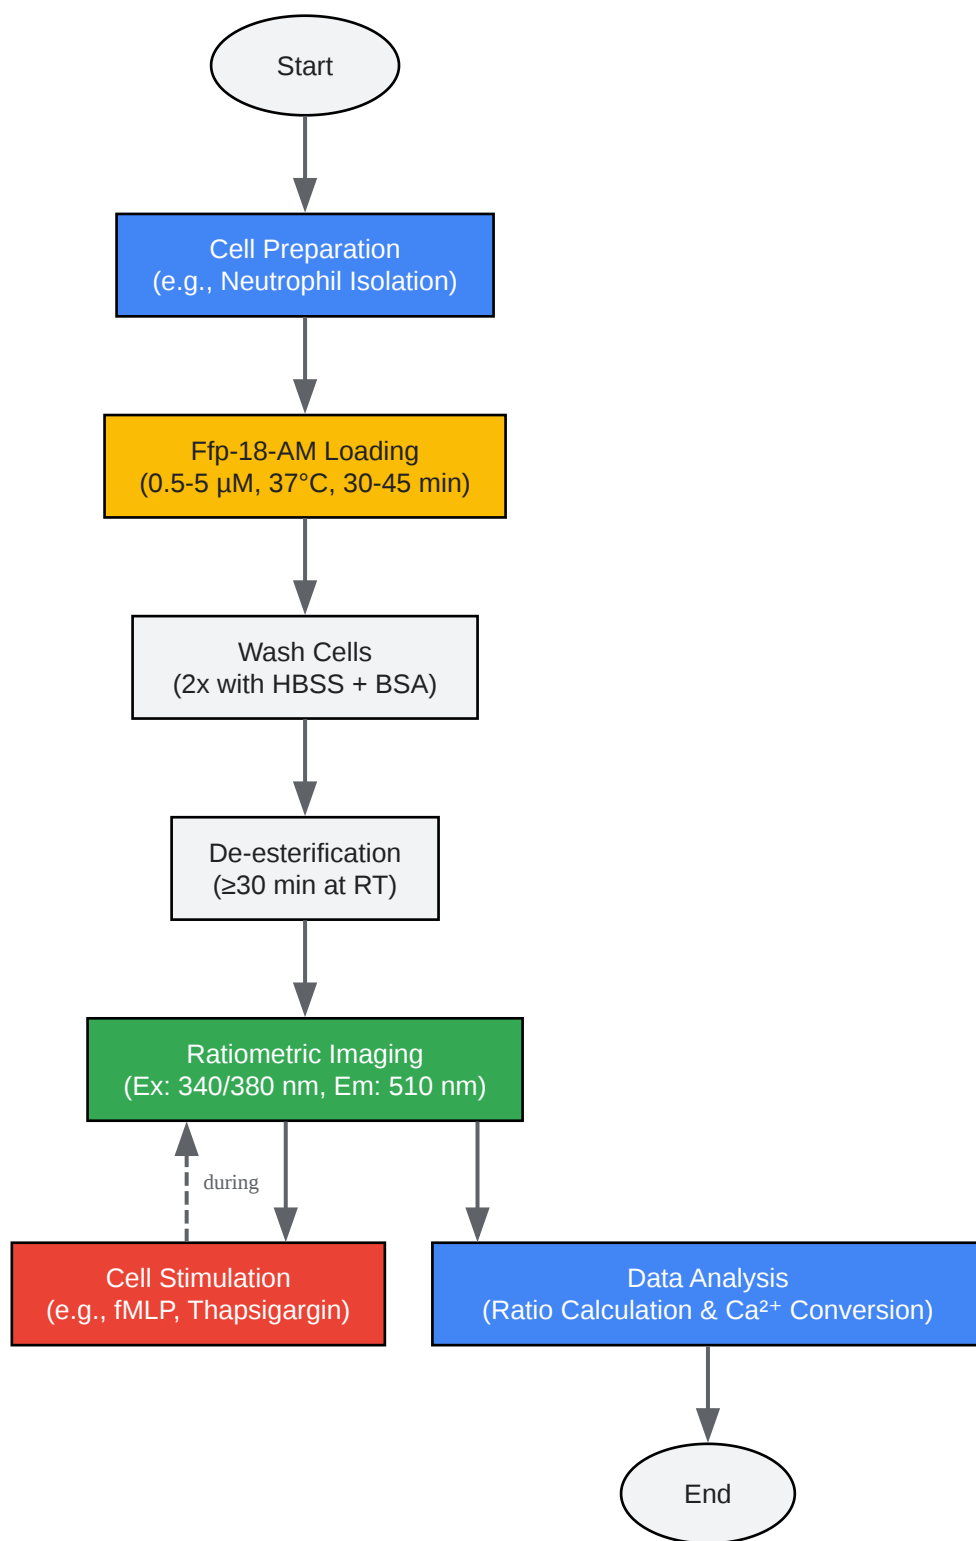 Start
Cell Preparation
(e.g., Neutrophil Isolation)
Ffp-18-AM Loading
(0.5-5 µM, 37°C, 30-45 min)
Wash Cells
(2x with HBSS + BSA)
De-esterification
(≥30 min at RT)
Ratiometric Imaging
(Ex: 340/380 nm, Em: 510 nm)
during
Cell Stimulation
(e.g., fMLP, Thapsigargin)
Data Analysis
(Ratio Calculation & Ca²⁺ Conversion)
End